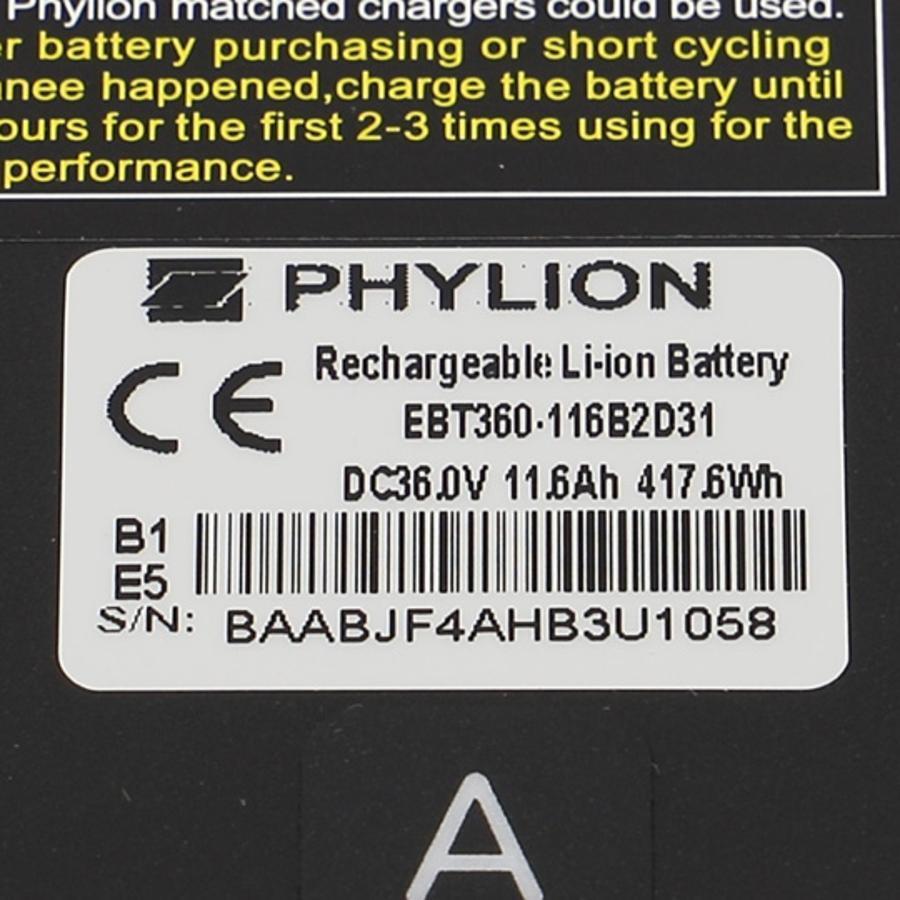 Phylion matched chargers could be used.
er battery purchasing or short cycling
nee happened,charge the battery until
ours for the first 2-3 times using for the
performance.
PHYLION
CE
Rechargeable Li-ion Battery
EBT360·116B2D31
DC36.0V 11.6Ah 417.6Wh
B1
E5
S/N: BAABJF4AHB3U1058
A